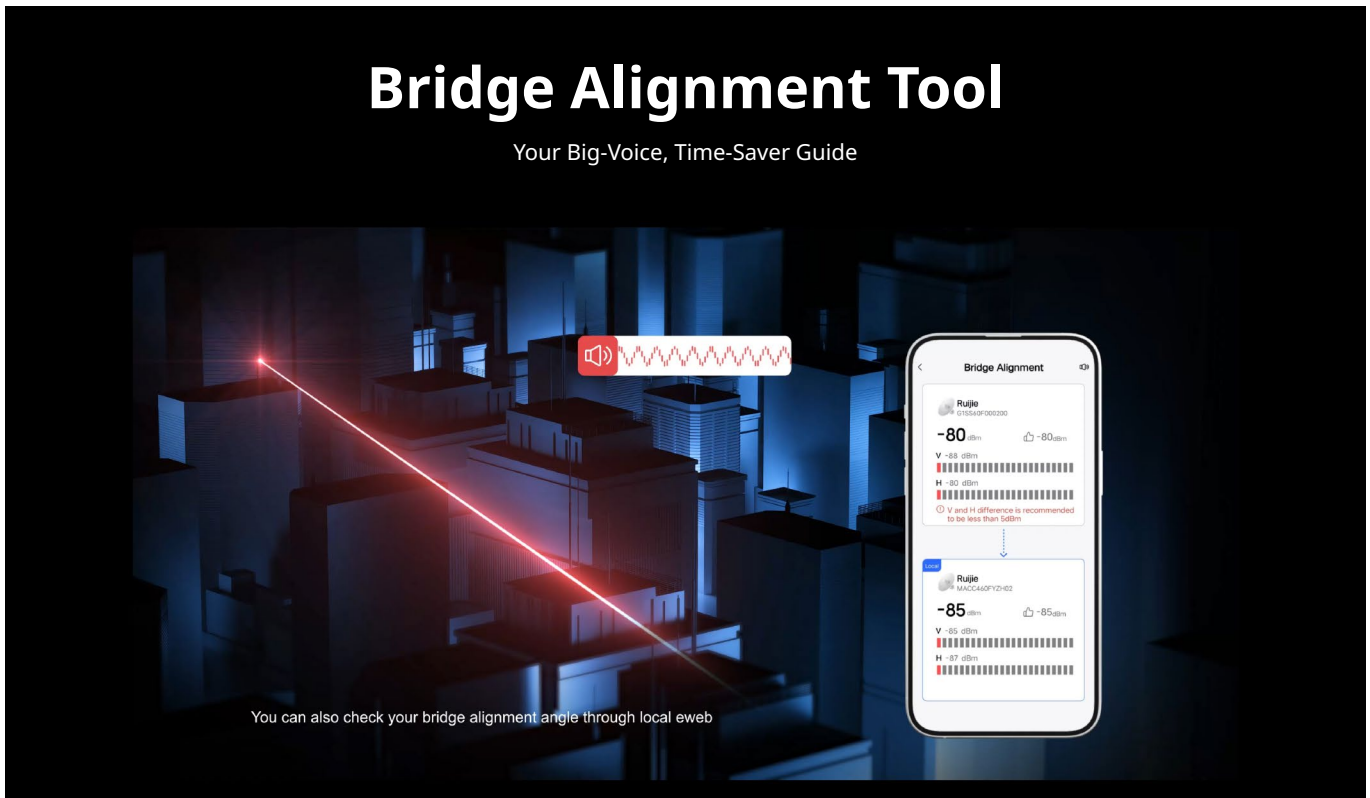 Bridge Alignment Tool
Your Big-Voice, Time-Saver Guide
Bridge Alignment
Ruijie
G1SS60F000200
-80 dBm -80dBm
V -88 dBm
H -80 dBm
V and H difference is recommended
to be less than 5dBm
Local
Ruijie
MACC460FYZH02
-85 dBm -85dBm
V -85 dBm
H -87 dBm
You can also check your bridge alignment angle through local eweb